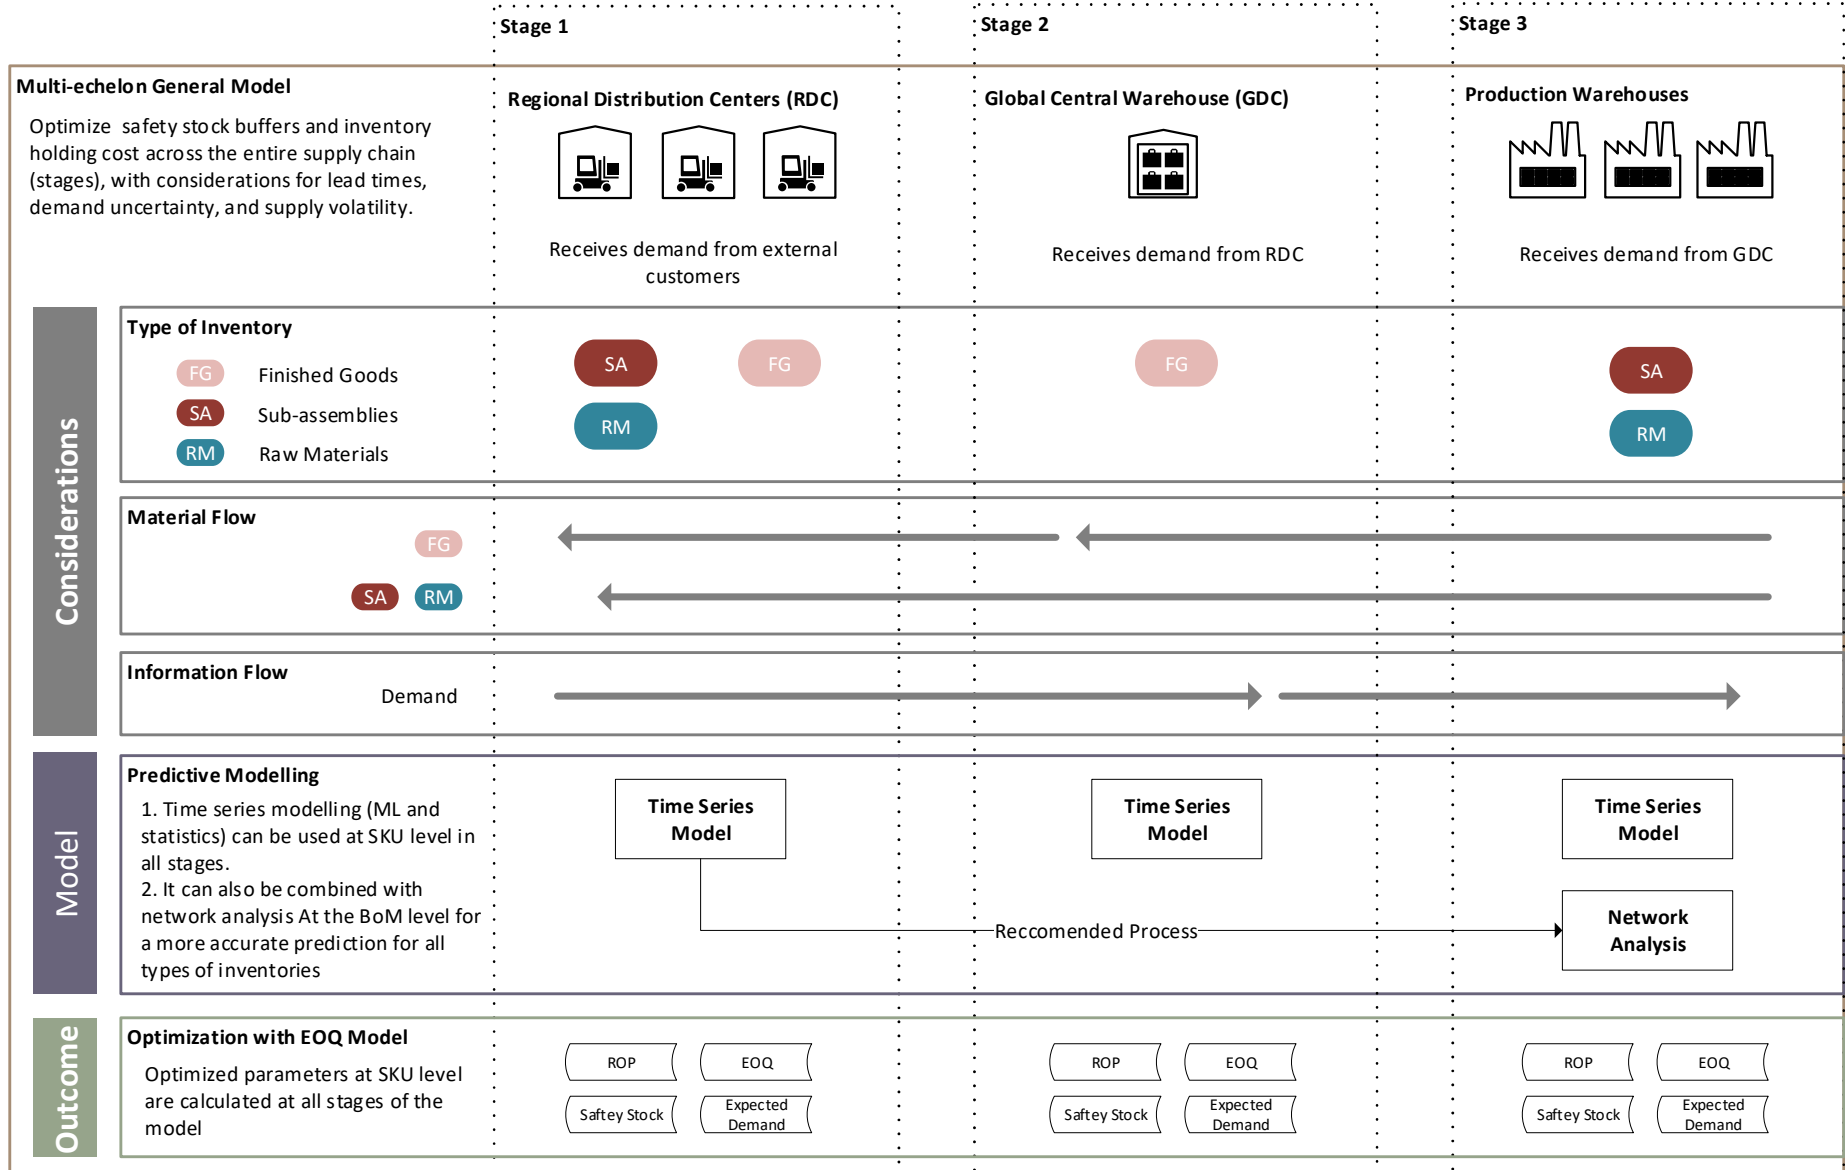 Stage 1
Stage 2
Stage 3
Multi-echelon General Model
Optimize safety stock buffers and inventory
holding cost across the entire supply chain
(stages), with considerations for lead times,
demand uncertainty, and supply volatility.
Regional Distribution Centers (RDC)
Receives demand from external
customers
Global Central Warehouse (GDC)
Receives demand from RDC
Production Warehouses
Receives demand from GDC
Considerations
Type of Inventory
FG Finished Goods
SA Sub-assemblies
RM Raw Materials
SA FG
RM
FG
SA
RM
Material Flow
FG
SA RM
Information Flow
Demand
Model
Predictive Modelling
1. Time series modelling (ML and
statistics) can be used at SKU level in
all stages.
2. It can also be combined with
network analysis At the BoM level for
a more accurate prediction for all
types of inventories
Time Series
Model
Time Series
Model
Time Series
Model
Reccomended Process
Network
Analysis
Outcome
Optimization with EOQ Model
Optimized parameters at SKU level
are calculated at all stages of the
model
ROP EOQ
Saftey Stock Expected
Demand
ROP EOQ
Saftey Stock Expected
Demand
ROP EOQ
Saftey Stock Expected
Demand